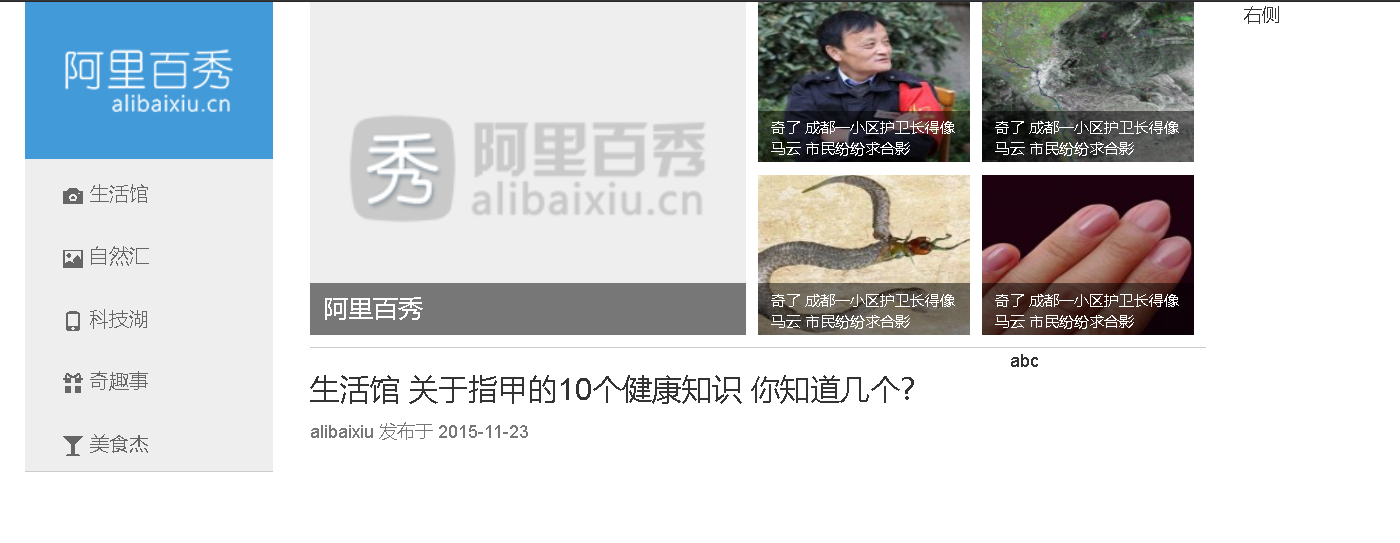 阿里百秀
alibaixiu.cn
生活馆
自然汇
科技湖
奇趣事
美食杰
秀 阿里百秀
alibaixiu.cn
阿里百秀
奇了 成都一小区护卫长得像
马云 市民纷纷求合影
奇了 成都一小区护卫长得像
马云 市民纷纷求合影
奇了 成都一小区护卫长得像
马云 市民纷纷求合影
奇了 成都一小区护卫长得像
马云 市民纷纷求合影
生活馆 关于指甲的10个健康知识 你知道几个?
alibaixiu 发布于 2015-11-23
abc
右侧